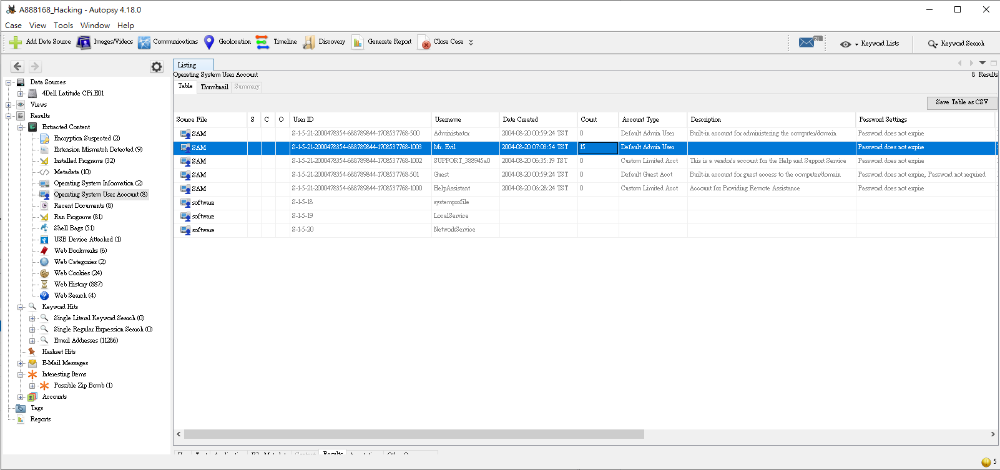 A888168_Hacking - Autopsy 4.18.0
Case View Tools Window Help
Add Data Source Images/Videos Communications Geolocation Timeline Discovery Generate Report Close Case 21 Keyword Lists Keyword Search
Data Sources
4Dell Latitude CPi.E01
Views
Results
Extracted Content
Encryption Suspected (2)
Extension Mismatch Detected (9)
Installed Programs (32)
Metadata (10)
Operating System Information (2)
Operating System User Account (8)
Recent Documents (8)
Run Programs (81)
Shell Bags (51)
USB Device Attached (1)
Web Bookmarks (6)
Web Categories (2)
Web Cookies (24)
Web History (887)
Web Search (4)
Keyword Hits
Single Literal Keyword Search (0)
Single Regular Expression Search (0)
Email Addresses (11286)
Hashset Hits
E-Mail Messages
Interesting Items
Possible Zip Bomb (1)
Accounts
Tags
Reports
Listing
Operating System User Account 8 Results
Table Thumbnail Summary
Save Table as CSV
Source File S C O User ID Username Date Created Count Account Type Description Password Settings
SAM S-1-5-21-2000478354-688789844-1708537768-500 Administrator 2004-08-20 00:59:24 TST 0 Default Admin User Built-in account for administering the computer/domain Password does not expire
SAM S-1-5-21-2000478354-688789844-1708537768-1003 Mr. Evil 2004-08-20 07:03:54 TST 15 Default Admin User Password does not expire
SAM S-1-5-21-2000478354-688789844-1708537768-1002 SUPPORT_388945a0 2004-08-20 06:35:19 TST 0 Custom Limited Acct This is a vendor's account for the Help and Support Service Password does not expire
SAM S-1-5-21-2000478354-688789844-1708537768-501 Guest 2004-08-20 00:59:24 TST 0 Default Guest Acct Built-in account for guest access to the computer/domain Password does not expire, Password not required
SAM S-1-5-21-2000478354-688789844-1708537768-1000 HelpAssistant 2004-08-20 06:28:24 TST 0 Custom Limited Acct Account for Providing Remote Assistance Password does not expire
software S-1-5-18 systemprofile
software S-1-5-19 LocalService
software S-1-5-20 NetworkService
Results
5